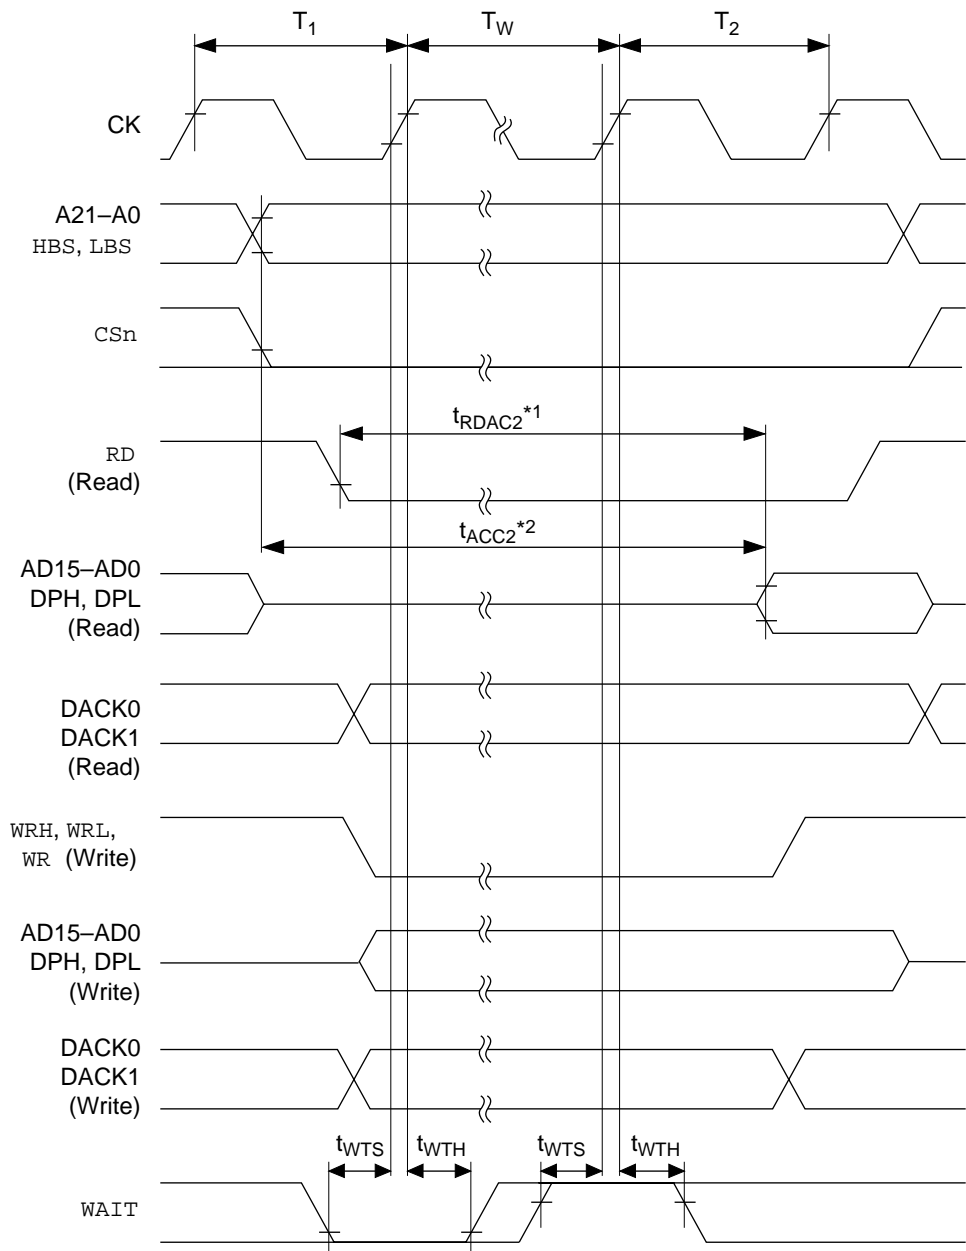 T1 TW T2
CK
A21–A0
HBS, LBS
CSn
tRDAC2*1
RD
(Read)
tACC2*2
AD15–AD0
DPH, DPL
(Read)
DACK0
DACK1
(Read)
WRH, WRL,
WR (Write)
AD15–AD0
DPH, DPL
(Write)
DACK0
DACK1
(Write)
tWTS tWTH tWTS tWTH
WAIT